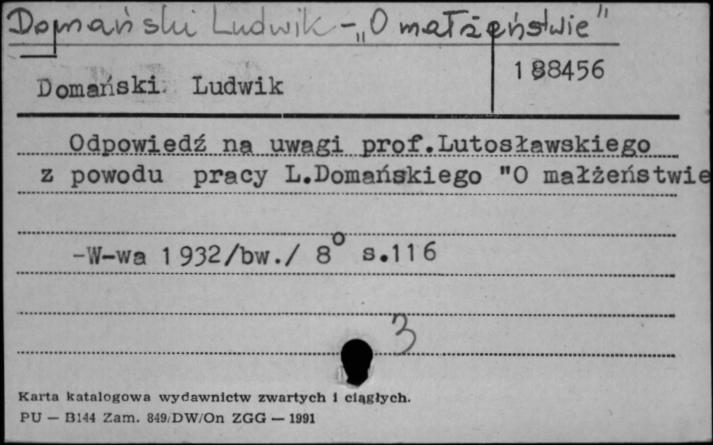 Domański Ludwik - „O małżeństwie"
188456
Domański Ludwik
Odpowiedź na uwagi prof.Lutosławskiego
z powodu pracy L.Domańskiego "O małżeństwie
-W-wa 1932/bw./ 8° s.116
3
Karta katalogowa wydawnictw zwartych i ciągłych.
PU — B144 Zam. 849/DW/On ZGG — 1991